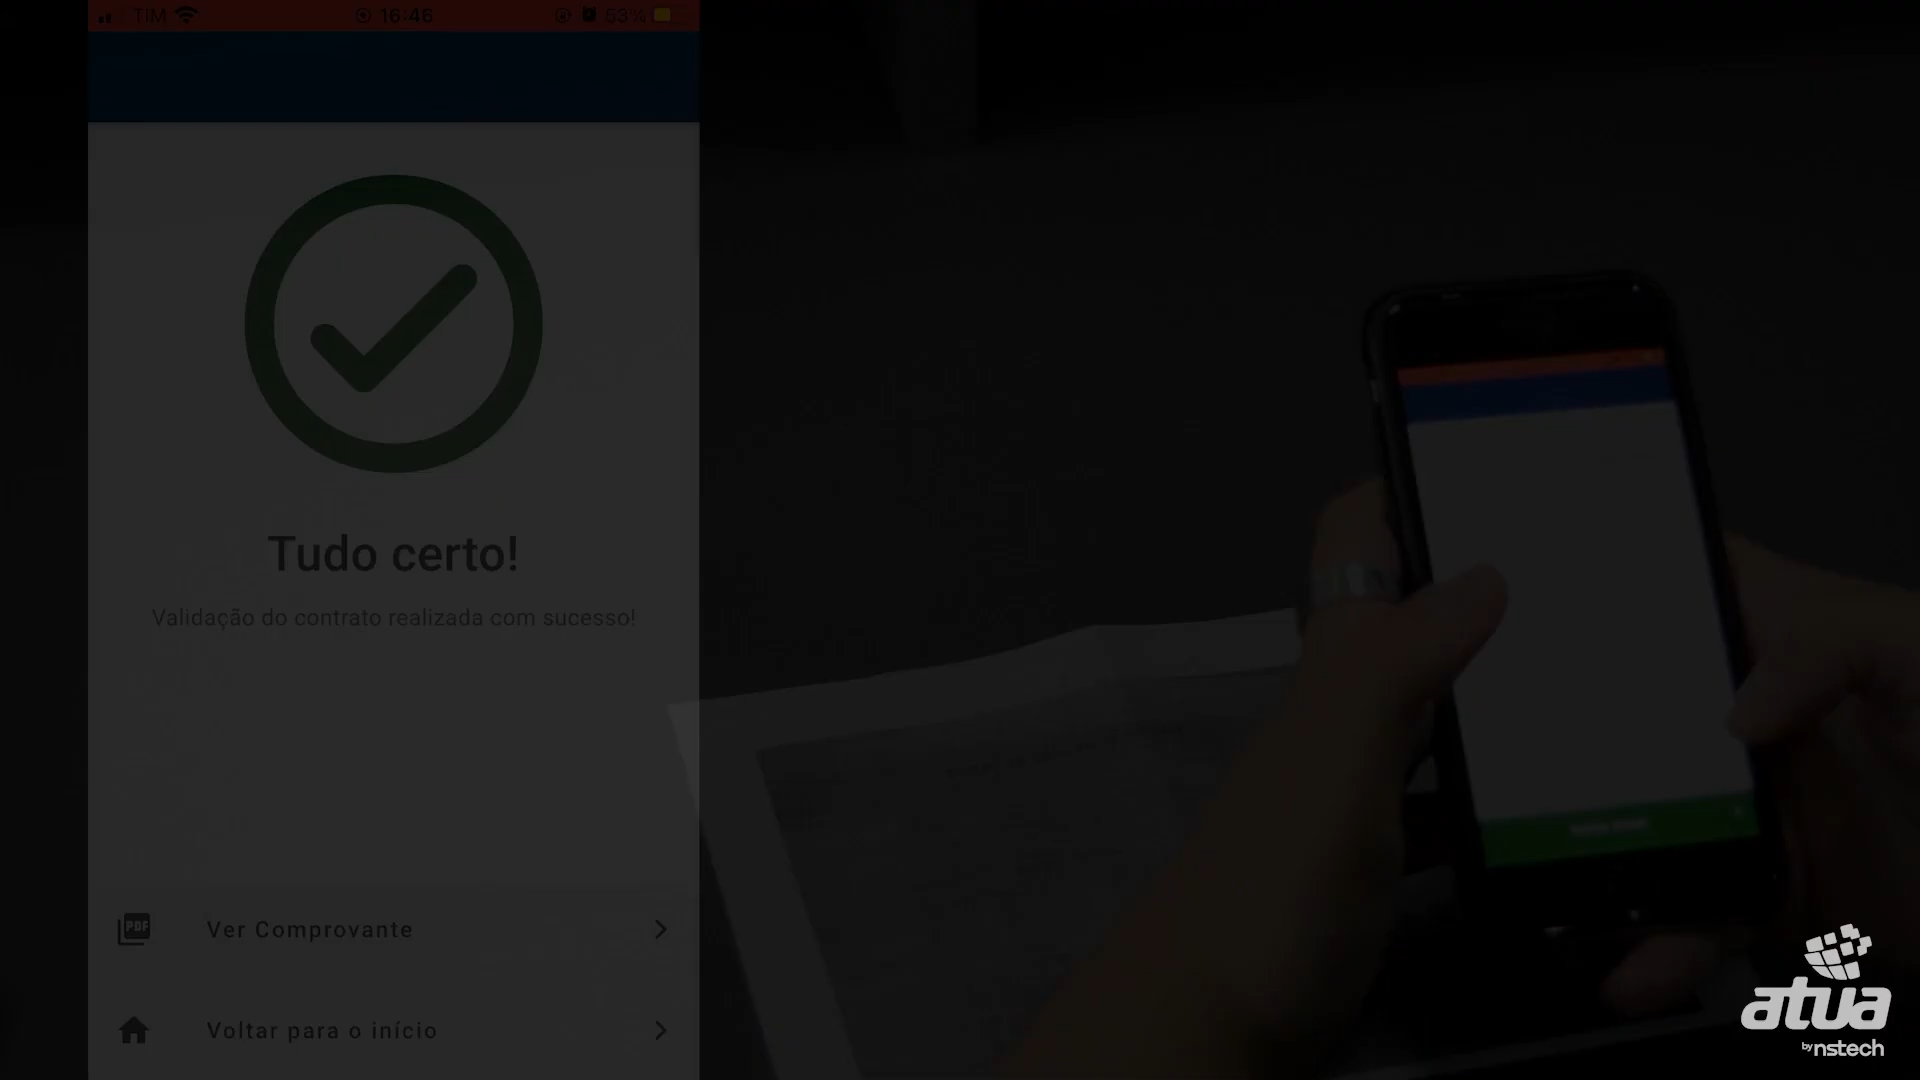 TIM
16:46
53%
Tudo certo!
Validação do contrato realizada com sucesso!
PDF
Ver Comprovante
Voltar para o início
atua
by nstech